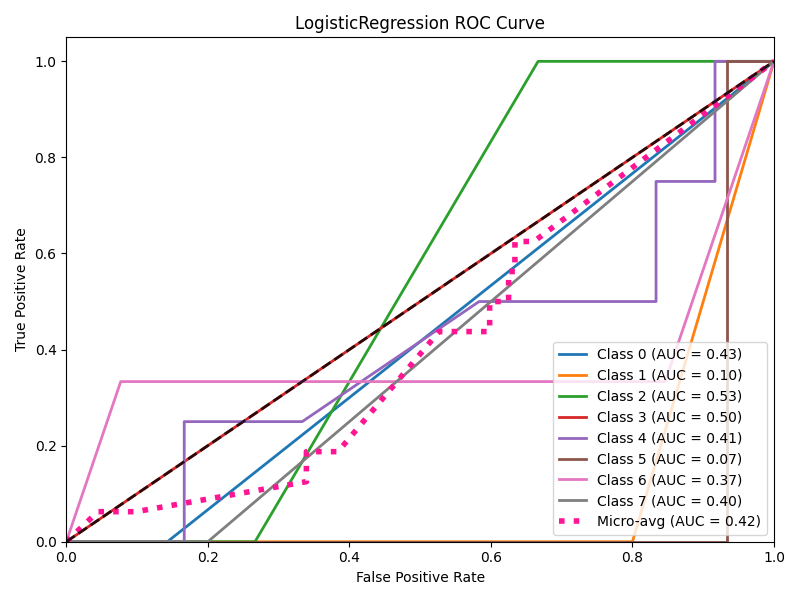 LogisticRegression ROC Curve
True Positive Rate
1.0
0.8
0.6
0.4
0.2
0.0
Class 0 (AUC = 0.43)
Class 1 (AUC = 0.10)
Class 2 (AUC = 0.53)
Class 3 (AUC = 0.50)
Class 4 (AUC = 0.41)
Class 5 (AUC = 0.07)
Class 6 (AUC = 0.37)
Class 7 (AUC = 0.40)
Micro-avg (AUC = 0.42)
0.0 0.2 0.4 0.6 0.8 1.0
False Positive Rate